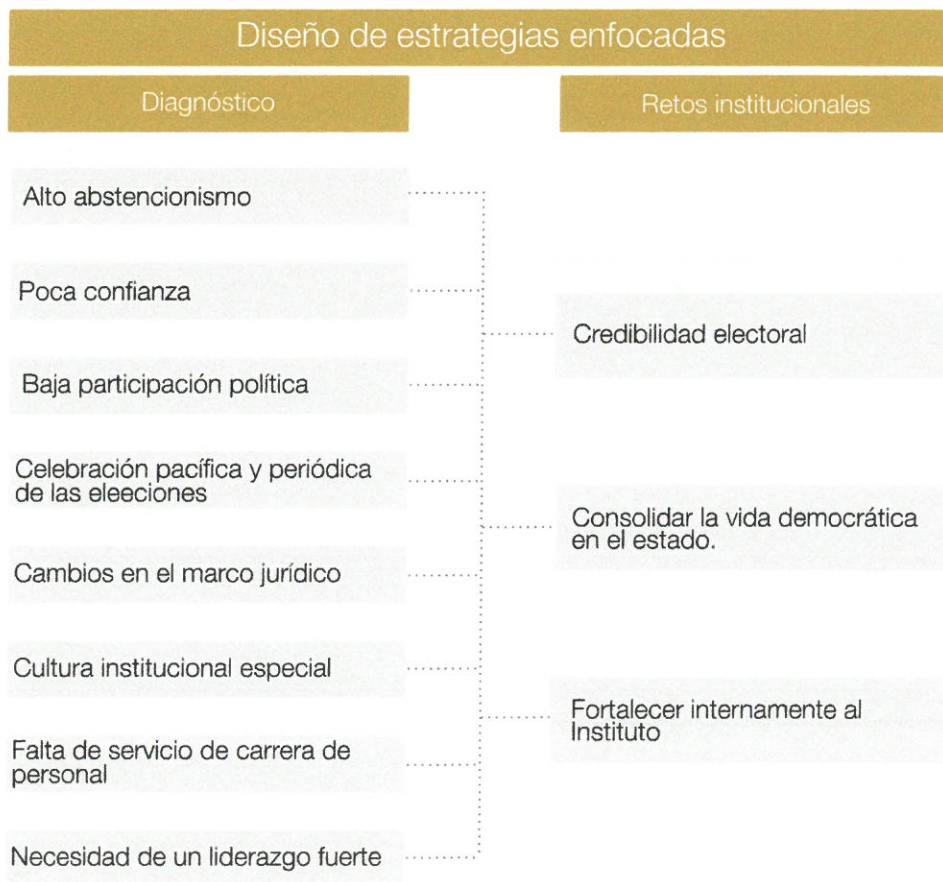 Diseño de estrategias enfocadas
Diagnóstico
Retos institucionales
Alto abstencionismo
Poca confianza
Baja participación política
Celebración pacífica y periódica
de las eleeciones
Cambios en el marco jurídico
Cultura institucional especial
Falta de servicio de carrera de
personal
Necesidad de un liderazgo fuerte
Credibilidad electoral
Consolidar la vida democrática
en el estado.
Fortalecer internamente al
Instituto